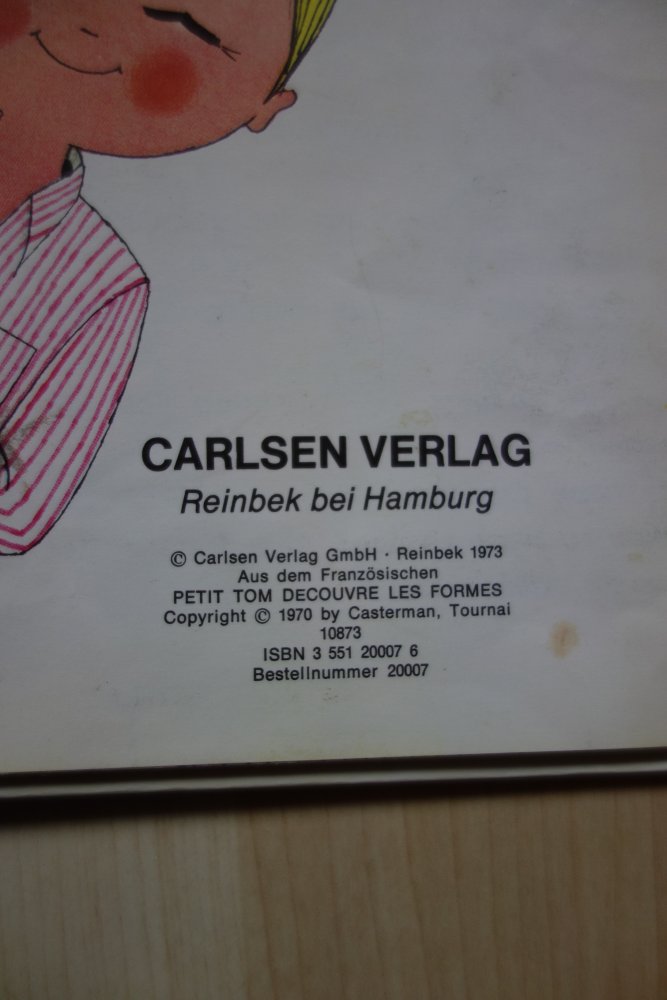 CARLSEN VERLAG
Reinbek bei Hamburg
© Carlsen Verlag GmbH · Reinbek 1973
Aus dem Französischen
PETIT TOM DECOUVRE LES FORMES
Copyright © 1970 by Casterman, Tournai
10873
ISBN 3 551 20007 6
Bestellnummer 20007